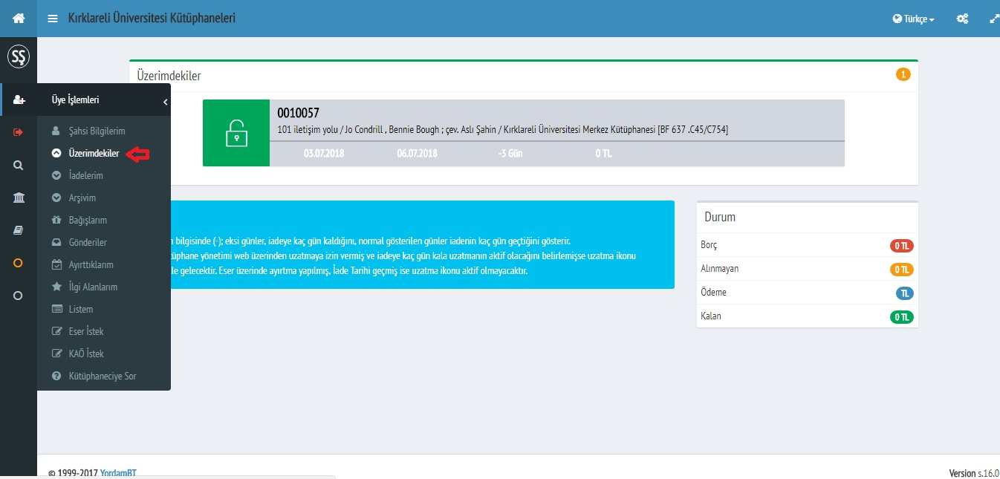 Kırklareli Üniversitesi Kütüphaneleri
Türkçe
SŞ
Üzerimdekiler
1
0010057
101 iletişim yolu / Jo Condrill , Bennie Bough ; çev. Aslı Şahin / Kırklareli Üniversitesi Merkez Kütüphanesi [BF 637 .C45/C754]
03.07.2018 06.07.2018 -3 Gün 0 TL
Üye İşlemleri
Şahsi Bilgilerim
Üzerimdekiler
İadelerim
Arşivim
Bağışlarım
Gönderiler
Ayırttıklarım
İlgi Alanlarım
Listem
Eser İstek
KAÖ İstek
Kütüphaneciye Sor
bilgisinde (-); eksi günler, iadeye kaç gün kaldığını, normal gösterilen günler iadenin kaç gün geçtiğini gösterir.
tüphane yönetimi web üzerinden uzatmaya izin vermiş ve iadeye kaç gün kala uzatmanın aktif olacağını belirlemişse uzatma ikonu
le gelecektir. Eser üzerinde ayırtma yapılmış, İade Tarihi geçmiş ise uzatma ikonu aktif olmayacaktır.
Durum
Borç 0 TL
Alınmayan 0 TL
Ödeme TL
Kalan 0 TL
© 1999-2017 YordamBT
Version s.16.0